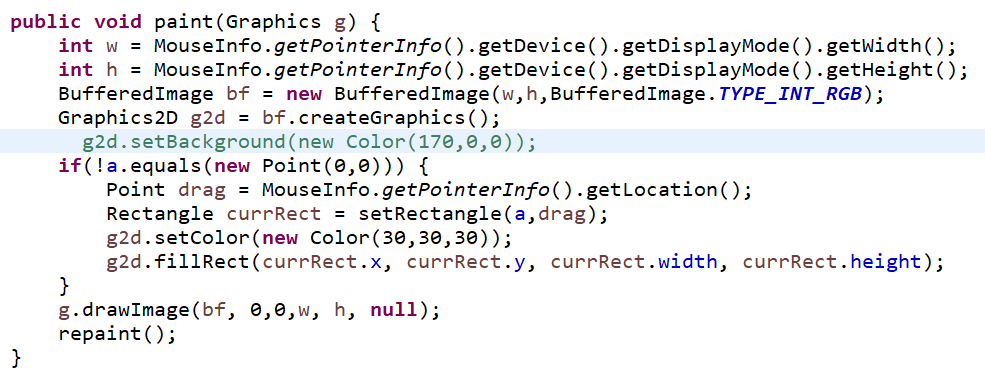 public void paint(Graphics g) {
    int w = MouseInfo.getPointerInfo().getDevice().getDisplayMode().getWidth();
    int h = MouseInfo.getPointerInfo().getDevice().getDisplayMode().getHeight();
    BufferedImage bf = new BufferedImage(w,h,BufferedImage.TYPE_INT_RGB);
    Graphics2D g2d = bf.createGraphics();
      g2d.setBackground(new Color(170,0,0));
    if(!a.equals(new Point(0,0))) {
        Point drag = MouseInfo.getPointerInfo().getLocation();
        Rectangle currRect = setRectangle(a,drag);
        g2d.setColor(new Color(30,30,30));
        g2d.fillRect(currRect.x, currRect.y, currRect.width, currRect.height);
    }
    g.drawImage(bf, 0,0,w, h, null);
    repaint();
}